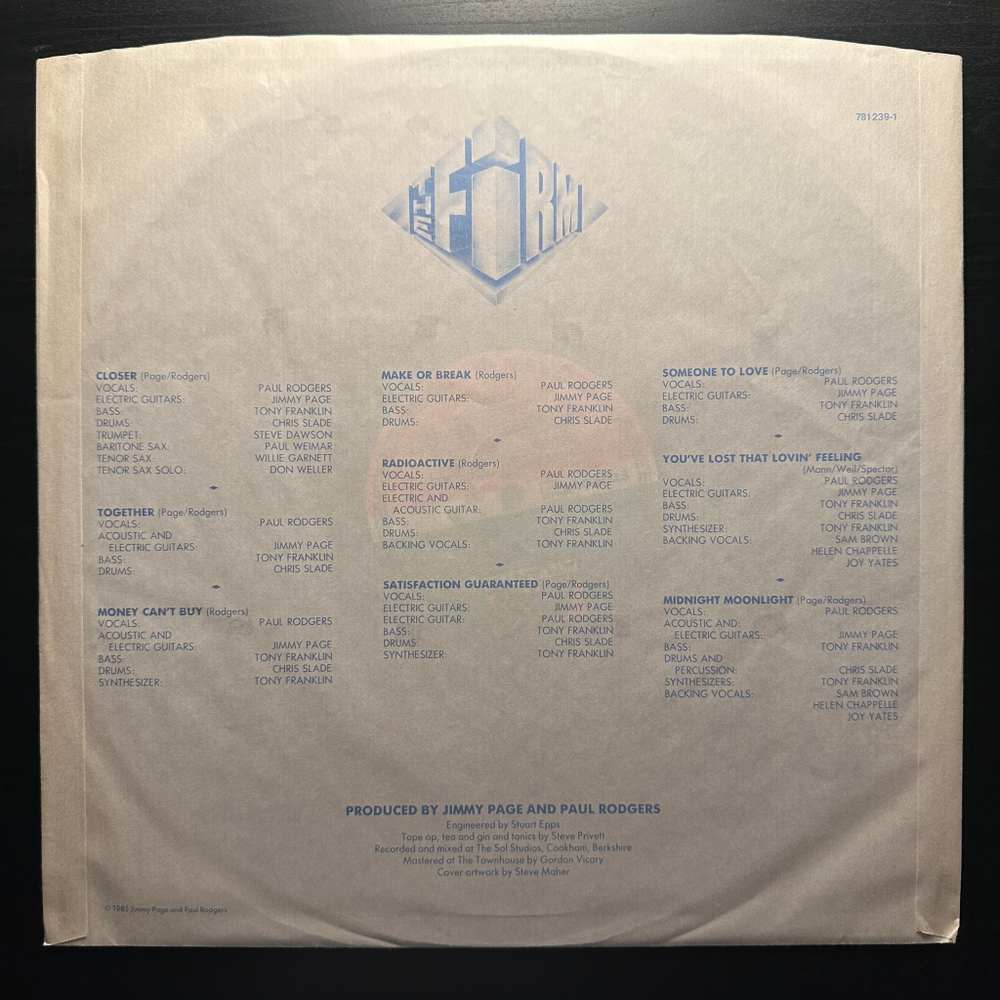 781239-1
THE FIRM
CLOSER (Page/Rodgers)
VOCALS: PAUL RODGERS
ELECTRIC GUITARS: JIMMY PAGE
BASS: TONY FRANKLIN
DRUMS: CHRIS SLADE
TRUMPET: STEVE DAWSON
BARITONE SAX: PAUL WEIMAR
TENOR SAX: WILLIE GARNETT
TENOR SAX SOLO: DON WELLER
TOGETHER (Page/Rodgers)
VOCALS: PAUL RODGERS
ACOUSTIC AND
ELECTRIC GUITARS: JIMMY PAGE
BASS: TONY FRANKLIN
DRUMS: CHRIS SLADE
MONEY CAN'T BUY (Rodgers)
VOCALS: PAUL RODGERS
ACOUSTIC AND
ELECTRIC GUITARS: JIMMY PAGE
BASS: TONY FRANKLIN
DRUMS: CHRIS SLADE
SYNTHESIZER: TONY FRANKLIN
MAKE OR BREAK (Rodgers)
VOCALS: PAUL RODGERS
ELECTRIC GUITARS: JIMMY PAGE
BASS: TONY FRANKLIN
DRUMS: CHRIS SLADE
RADIOACTIVE (Rodgers)
VOCALS: PAUL RODGERS
ELECTRIC GUITARS: JIMMY PAGE
ELECTRIC AND
ACOUSTIC GUITAR: PAUL RODGERS
BASS: TONY FRANKLIN
DRUMS: CHRIS SLADE
BACKING VOCALS: TONY FRANKLIN
SATISFACTION GUARANTEED (Page/Rodgers)
VOCALS: PAUL RODGERS
ELECTRIC GUITARS: JIMMY PAGE
ELECTRIC GUITAR: PAUL RODGERS
BASS: TONY FRANKLIN
DRUMS: CHRIS SLADE
SYNTHESIZER: TONY FRANKLIN
SOMEONE TO LOVE (Page/Rodgers)
VOCALS: PAUL RODGERS
ELECTRIC GUITARS: JIMMY PAGE
BASS: TONY FRANKLIN
DRUMS: CHRIS SLADE
YOU'VE LOST THAT LOVIN' FEELING
(Mann/Weil/Spector)
VOCALS: PAUL RODGERS
ELECTRIC GUITARS: JIMMY PAGE
BASS: TONY FRANKLIN
DRUMS: CHRIS SLADE
SYNTHESIZER: TONY FRANKLIN
BACKING VOCALS: SAM BROWN
HELEN CHAPPELLE
JOY YATES
MIDNIGHT MOONLIGHT (Page/Rodgers)
VOCALS: PAUL RODGERS
ACOUSTIC AND:
ELECTRIC GUITARS: JIMMY PAGE
BASS: TONY FRANKLIN
DRUMS AND
PERCUSSION: CHRIS SLADE
SYNTHESIZERS: TONY FRANKLIN
BACKING VOCALS: SAM BROWN
HELEN CHAPPELLE
JOY YATES
PRODUCED BY JIMMY PAGE AND PAUL RODGERS
Engineered by Stuart Epps
Tape op, tea and gin and tonics by Steve Privett
Recorded and mixed at The Sol Studios, Cookham, Berkshire
Mastered at The Townhouse by Gordon Vicary
Cover artwork by Steve Maher
© 1985 Jimmy Page and Paul Rodgers